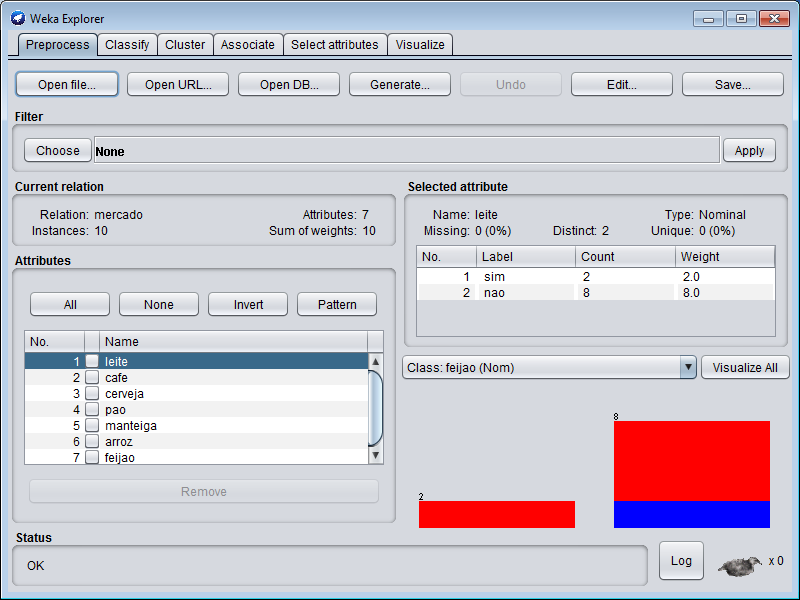 Weka Explorer
Preprocess Classify Cluster Associate Select attributes Visualize
Open file... Open URL... Open DB... Generate... Undo Edit... Save...
Filter
Choose None Apply
Current relation
Relation: mercado Attributes: 7
Instances: 10 Sum of weights: 10
Attributes
All None Invert Pattern
No. Name
1 leite
2 cafe
3 cerveja
4 pao
5 manteiga
6 arroz
7 feijao
Remove
Selected attribute
Name: leite Type: Nominal
Missing: 0 (0%) Distinct: 2 Unique: 0 (0%)
No. Label Count Weight
1 sim 2 2.0
2 nao 8 8.0
Class: feijao (Nom) Visualize All
8
2
Status
OK
Log x 0